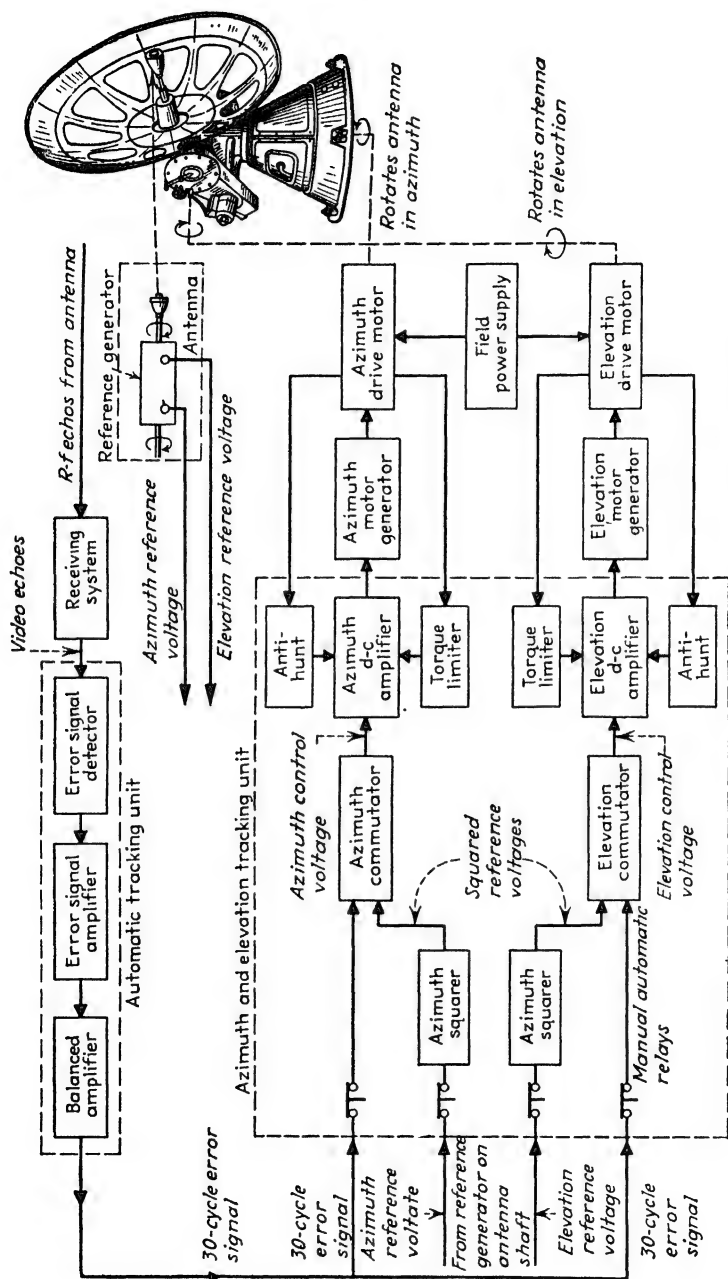 R-f echos from antenna
Video echoes
Receiving
system
Error signal
detector
Error signal
amplifier
Balanced
amplifier
Automatic tracking unit
Reference generator
Antenna
Azimuth reference
voltage
Elevation reference voltage
Rotates antenna
in azimuth
Rotates antenna
in elevation
30-cycle error
signal
Azimuth and elevation tracking unit
30-cycle
error
signal
Azimuth
reference
voltate
From reference
generator on
antenna
shaft
Elevation
reference
voltage
30-cycle
error
signal
Azimuth
squarer
Azimuth
squarer
Manual automatic
relays
Squared
reference
voltages
Azimuth control
voltage
Azimuth
commutator
Elevation
commutator
Elevation control
voltage
Anti-
hunt
Azimuth
d-c
amplifier
Torque
limiter
Torque
limiter
Elevation
d-c
amplifier
Anti-
hunt
Azimuth
motor
generator
Elevation
motor
generator
Azimuth
drive motor
Field
power supply
Elevation
drive motor